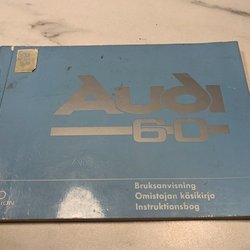 Audi
60
Bruksanvisning
Omistajan käsikirja
Instruktionsbog